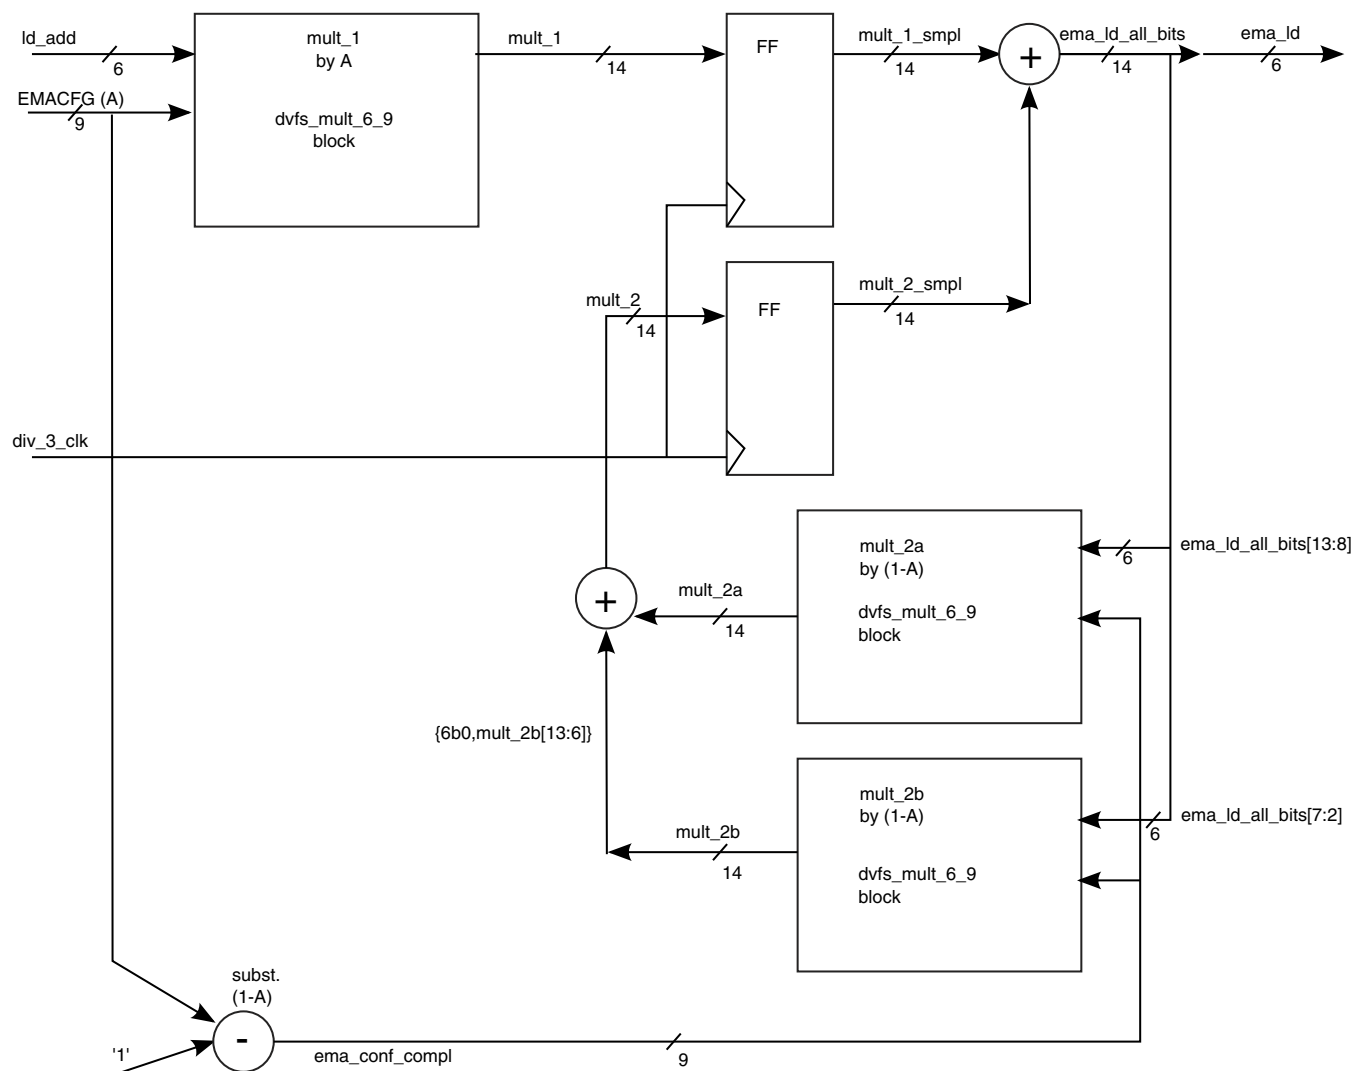 ld_add
6
EMACFG (A)
9
mult_1
by A
dvfs_mult_6_9
block
mult_1
14
FF
mult_1_smpl
14
+
ema_ld_all_bits
14
ema_ld
6
mult_2
14
FF
mult_2_smpl
14
div_3_clk
mult_2a
by (1-A)
dvfs_mult_6_9
block
6
ema_ld_all_bits[13:8]
+
mult_2a
14
{6b0,mult_2b[13:6]}
mult_2b
by (1-A)
dvfs_mult_6_9
block
6
ema_ld_all_bits[7:2]
mult_2b
14
subst.
(1-A)
-
'1'
ema_conf_compl
9